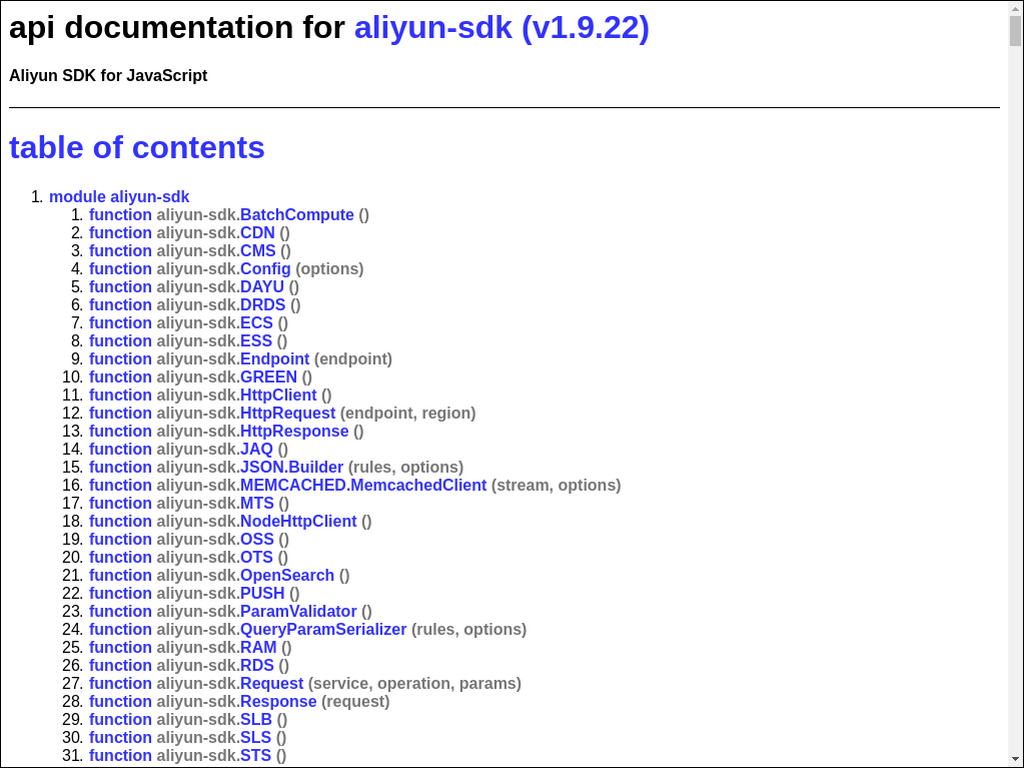 api documentation for aliyun-sdk (v1.9.22)
Aliyun SDK for JavaScript
table of contents
1. module aliyun-sdk
1. function aliyun-sdk.BatchCompute ()
2. function aliyun-sdk.CDN ()
3. function aliyun-sdk.CMS ()
4. function aliyun-sdk.Config (options)
5. function aliyun-sdk.DAYU ()
6. function aliyun-sdk.DRDS ()
7. function aliyun-sdk.ECS ()
8. function aliyun-sdk.ESS ()
9. function aliyun-sdk.Endpoint (endpoint)
10. function aliyun-sdk.GREEN ()
11. function aliyun-sdk.HttpClient ()
12. function aliyun-sdk.HttpRequest (endpoint, region)
13. function aliyun-sdk.HttpResponse ()
14. function aliyun-sdk.JAQ ()
15. function aliyun-sdk.JSON.Builder (rules, options)
16. function aliyun-sdk.MEMCACHED.MemcachedClient (stream, options)
17. function aliyun-sdk.MTS ()
18. function aliyun-sdk.NodeHttpClient ()
19. function aliyun-sdk.OSS ()
20. function aliyun-sdk.OTS ()
21. function aliyun-sdk.OpenSearch ()
22. function aliyun-sdk.PUSH ()
23. function aliyun-sdk.ParamValidator ()
24. function aliyun-sdk.QueryParamSerializer (rules, options)
25. function aliyun-sdk.RAM ()
26. function aliyun-sdk.RDS ()
27. function aliyun-sdk.Request (service, operation, params)
28. function aliyun-sdk.Response (request)
29. function aliyun-sdk.SLB ()
30. function aliyun-sdk.SLS ()
31. function aliyun-sdk.STS ()